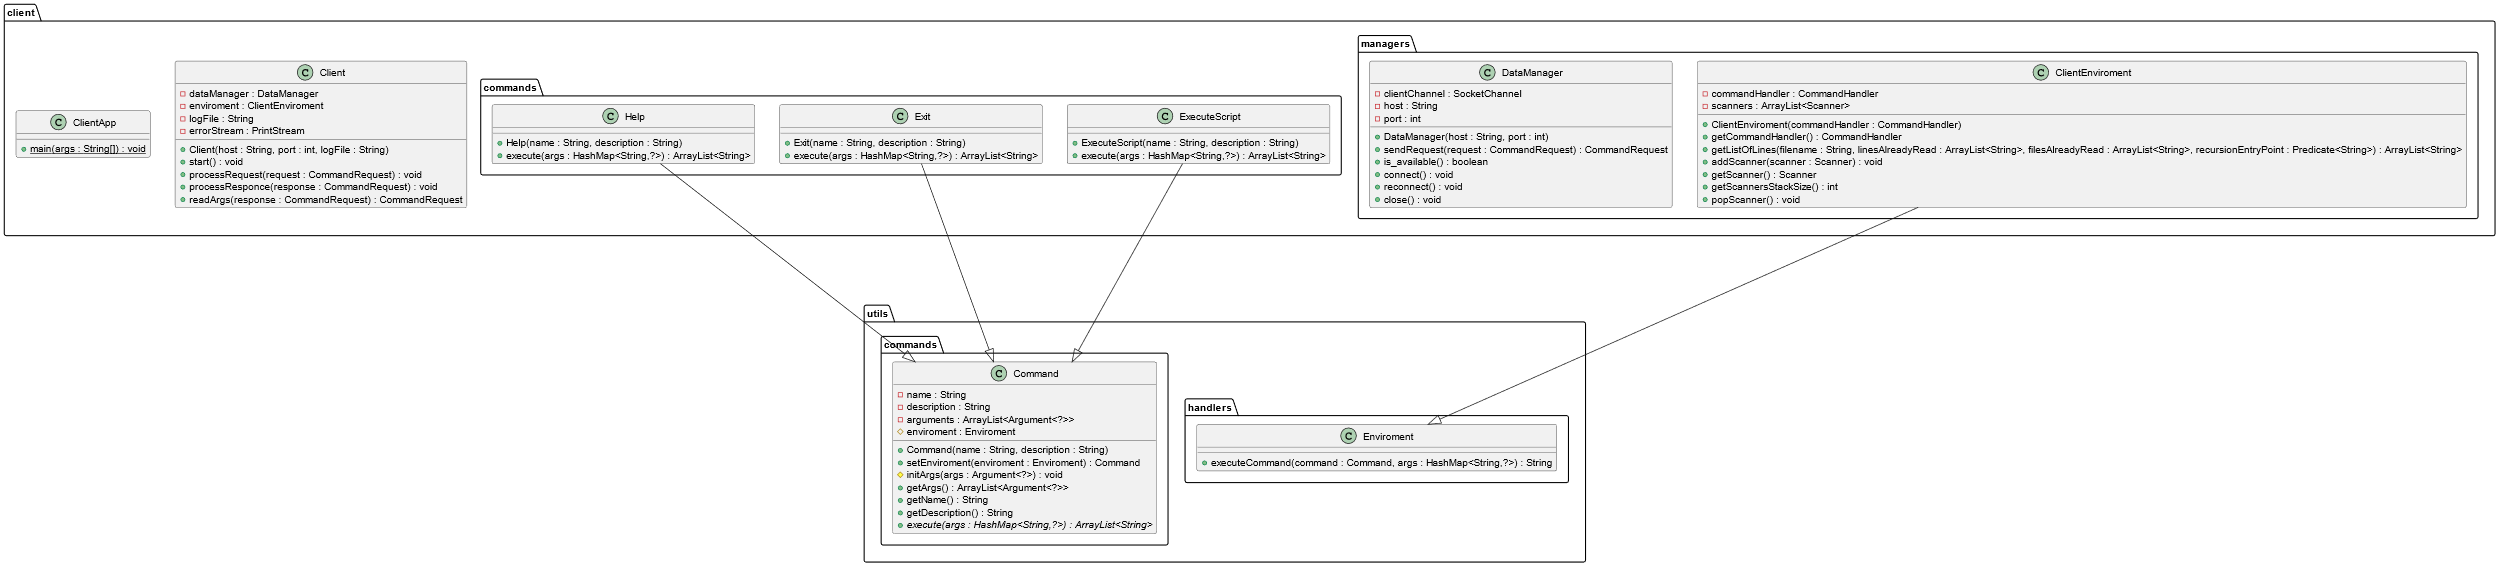 client
managers
commands
C ClientApp
main(args : String[]) : void
C Client
dataManager : DataManager
enviroment : ClientEnviroment
logFile : String
errorStream : PrintStream
Client(host : String, port : int, logFile : String)
start() : void
processRequest(request : CommandRequest) : void
processResponce(response : CommandRequest) : void
readArgs(response : CommandRequest) : CommandRequest
C Help
Help(name : String, description : String)
execute(args : HashMap<String,?>) : ArrayList<String>
C Exit
Exit(name : String, description : String)
execute(args : HashMap<String,?>) : ArrayList<String>
C ExecuteScript
ExecuteScript(name : String, description : String)
execute(args : HashMap<String,?>) : ArrayList<String>
C DataManager
clientChannel : SocketChannel
host : String
port : int
DataManager(host : String, port : int)
sendRequest(request : CommandRequest) : CommandRequest
is_available() : boolean
connect() : void
reconnect() : void
close() : void
C ClientEnviroment
commandHandler : CommandHandler
scanners : ArrayList<Scanner>
ClientEnviroment(commandHandler : CommandHandler)
getCommandHandler() : CommandHandler
getListOfLines(filename : String, linesAlreadyRead : ArrayList<String>, filesAlreadyRead : ArrayList<String>, recursionEntryPoint : Predicate<String>) : ArrayList<String>
addScanner(scanner : Scanner) : void
getScanner() : Scanner
getScannersStackSize() : int
popScanner() : void
utils
commands
C Command
name : String
description : String
arguments : ArrayList<Argument<?>>
enviroment : Enviroment
Command(name : String, description : String)
setEnviroment(enviroment : Enviroment) : Command
initArgs(args : Argument<?>) : void
getArgs() : ArrayList<Argument<?>>
getName() : String
getDescription() : String
execute(args : HashMap<String,?>) : ArrayList<String>
handlers
C Enviroment
executeCommand(command : Command, args : HashMap<String,?>) : String